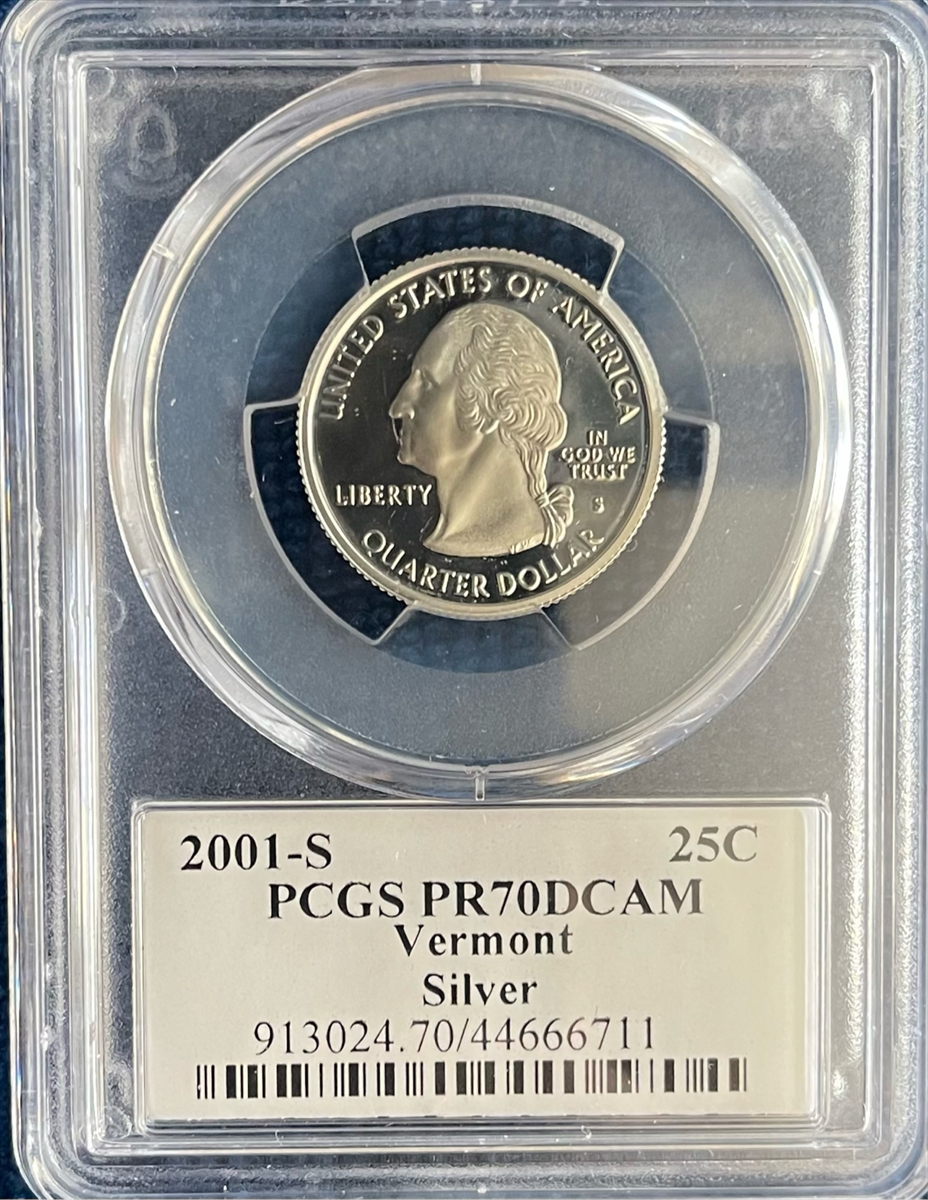 UNITED STATES OF AMERICA
IN
GOD WE
TRUST
LIBERTY
S
QUARTER DOLLAR
2001-S 25C
PCGS PR70DCAM
Vermont
Silver
913024.70/44666711